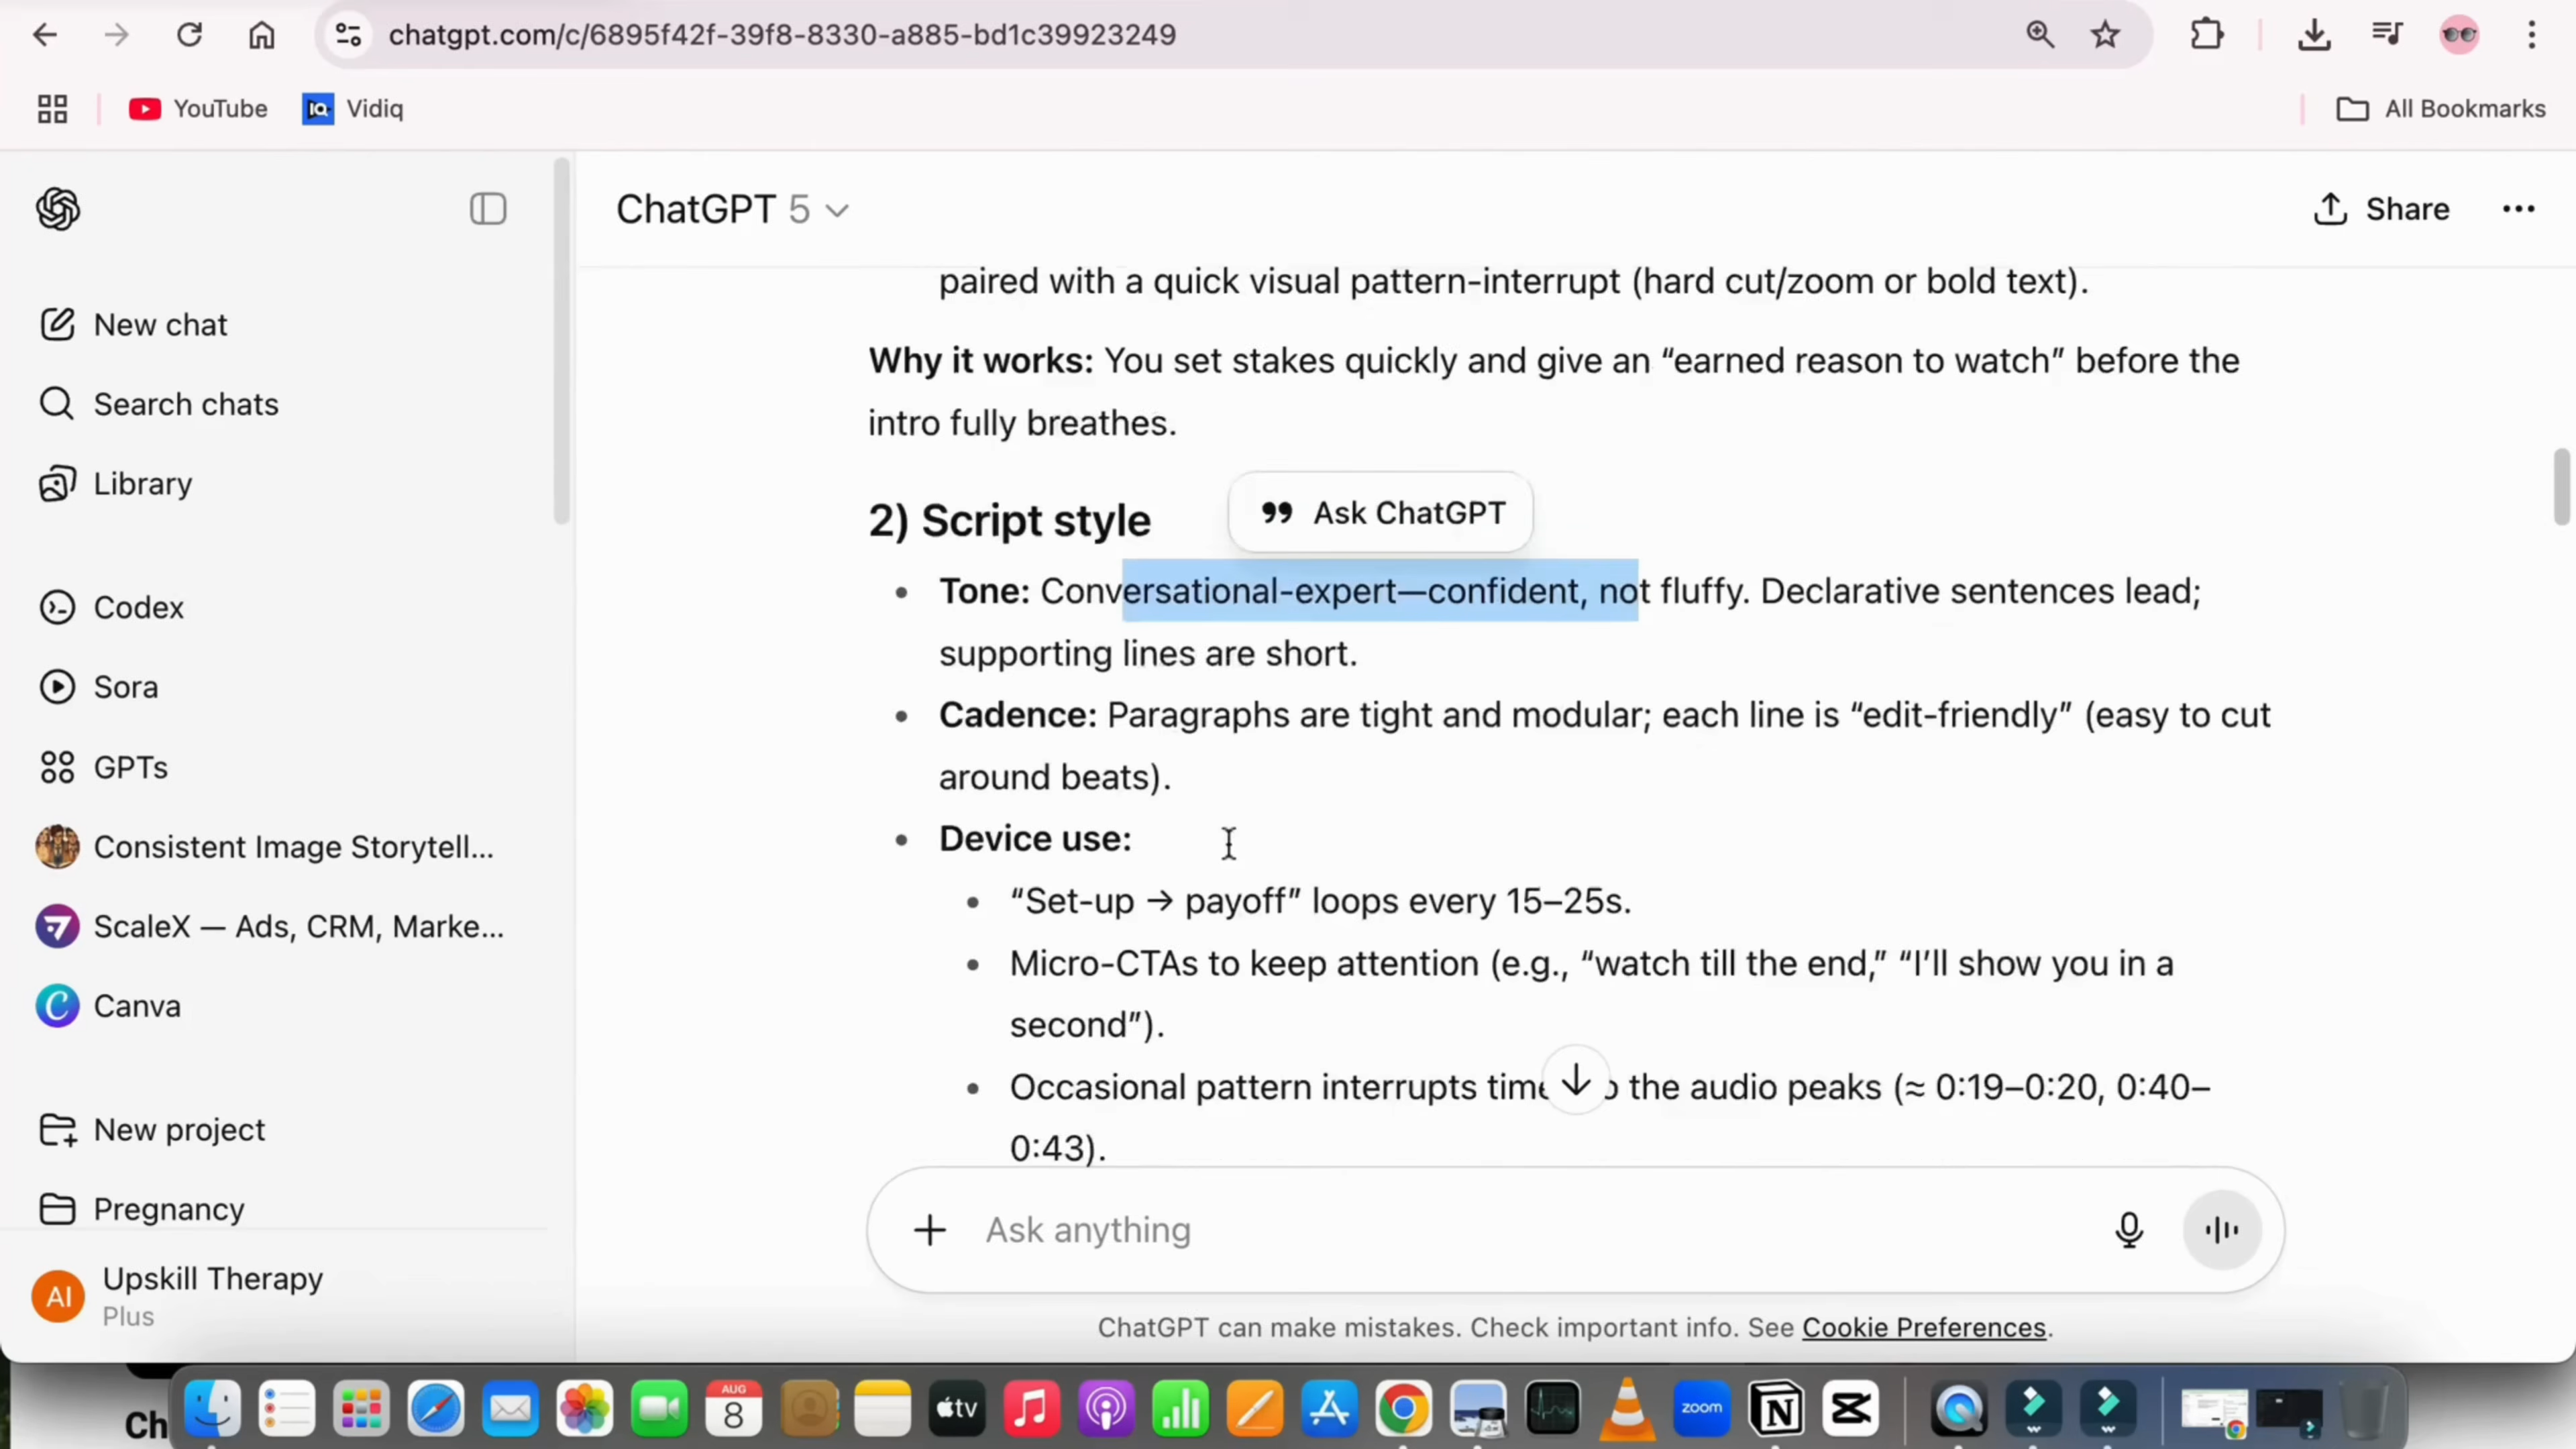 chatgpt.com/c/6895f42f-39f8-8330-a885-bd1c39923249
YouTube
Vidiq
All Bookmarks
ChatGPT 5
Share
New chat
Search chats
Library
Codex
Sora
GPTs
Consistent Image Storytell...
ScaleX — Ads, CRM, Marke...
Canva
New project
Pregnancy
AI
Upskill Therapy
Plus
paired with a quick visual pattern-interrupt (hard cut/zoom or bold text).
Why it works: You set stakes quickly and give an “earned reason to watch” before the
intro fully breathes.
Ask ChatGPT
2) Script style
Tone: Conversational-expert—confident, not fluffy. Declarative sentences lead;
supporting lines are short.
Cadence: Paragraphs are tight and modular; each line is “edit-friendly” (easy to cut
around beats).
Device use:
“Set-up → payoff” loops every 15–25s.
Micro-CTAs to keep attention (e.g., “watch till the end,” “I’ll show you in a
second”).
Occasional pattern interrupts the audio peaks (≈ 0:19–0:20, 0:40–
0:43).
Ask anything
ChatGPT can make mistakes. Check important info. See Cookie Preferences.
Ch
AUG
8
tv
zoom